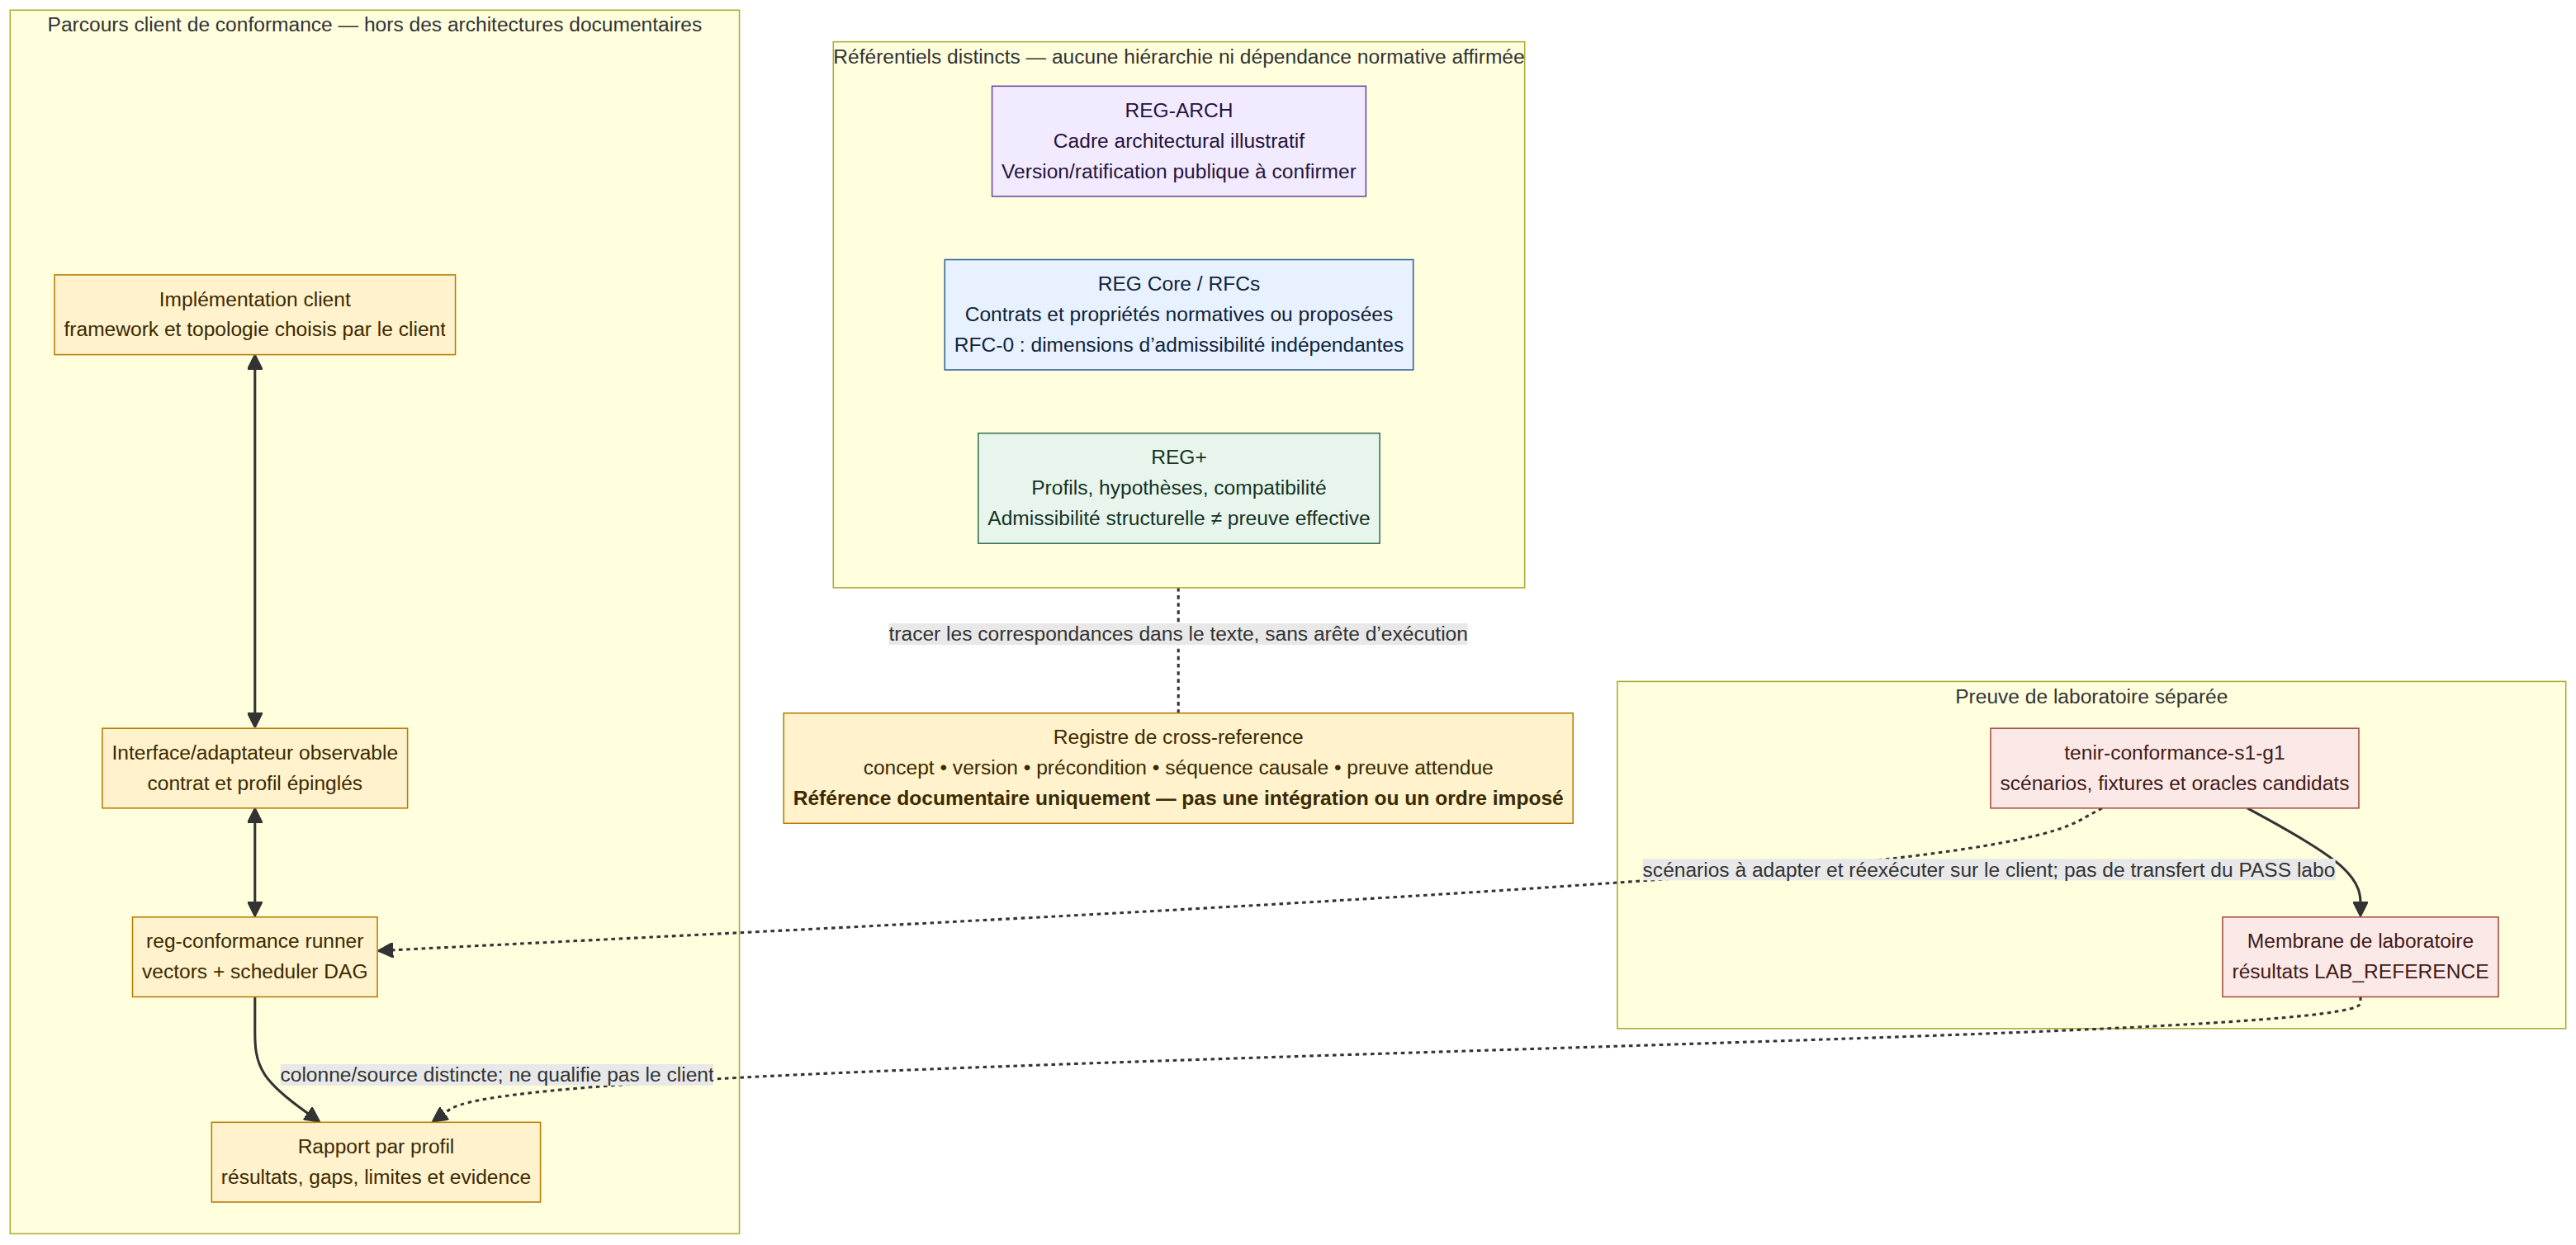 Parcours client de conformance — hors des architectures documentaires
Implémentation client
framework et topologie choisis par le client
Interface/adaptateur observable
contrat et profil épinglés
reg-conformance runner
vectors + scheduler DAG
colonne/source distincte; ne qualifie pas le client
Rapport par profil
résultats, gaps, limites et evidence
Référentiels distincts — aucune hiérarchie ni dépendance normative affirmée
REG-ARCH
Cadre architectural illustratif
Version/ratification publique à confirmer
REG Core / RFCs
Contrats et propriétés normatives ou proposées
RFC-0 : dimensions d’admissibilité indépendantes
REG+
Profils, hypothèses, compatibilité
Admissibilité structurelle ≠ preuve effective
tracer les correspondances dans le texte, sans arête d’exécution
Registre de cross-reference
concept • version • précondition • séquence causale • preuve attendue
Référence documentaire uniquement — pas une intégration ou un ordre imposé
Preuve de laboratoire séparée
tenir-conformance-s1-g1
scénarios, fixtures et oracles candidats
scénarios à adapter et réexécuter sur le client; pas de transfert du PASS labo
Membrane de laboratoire
résultats LAB_REFERENCE